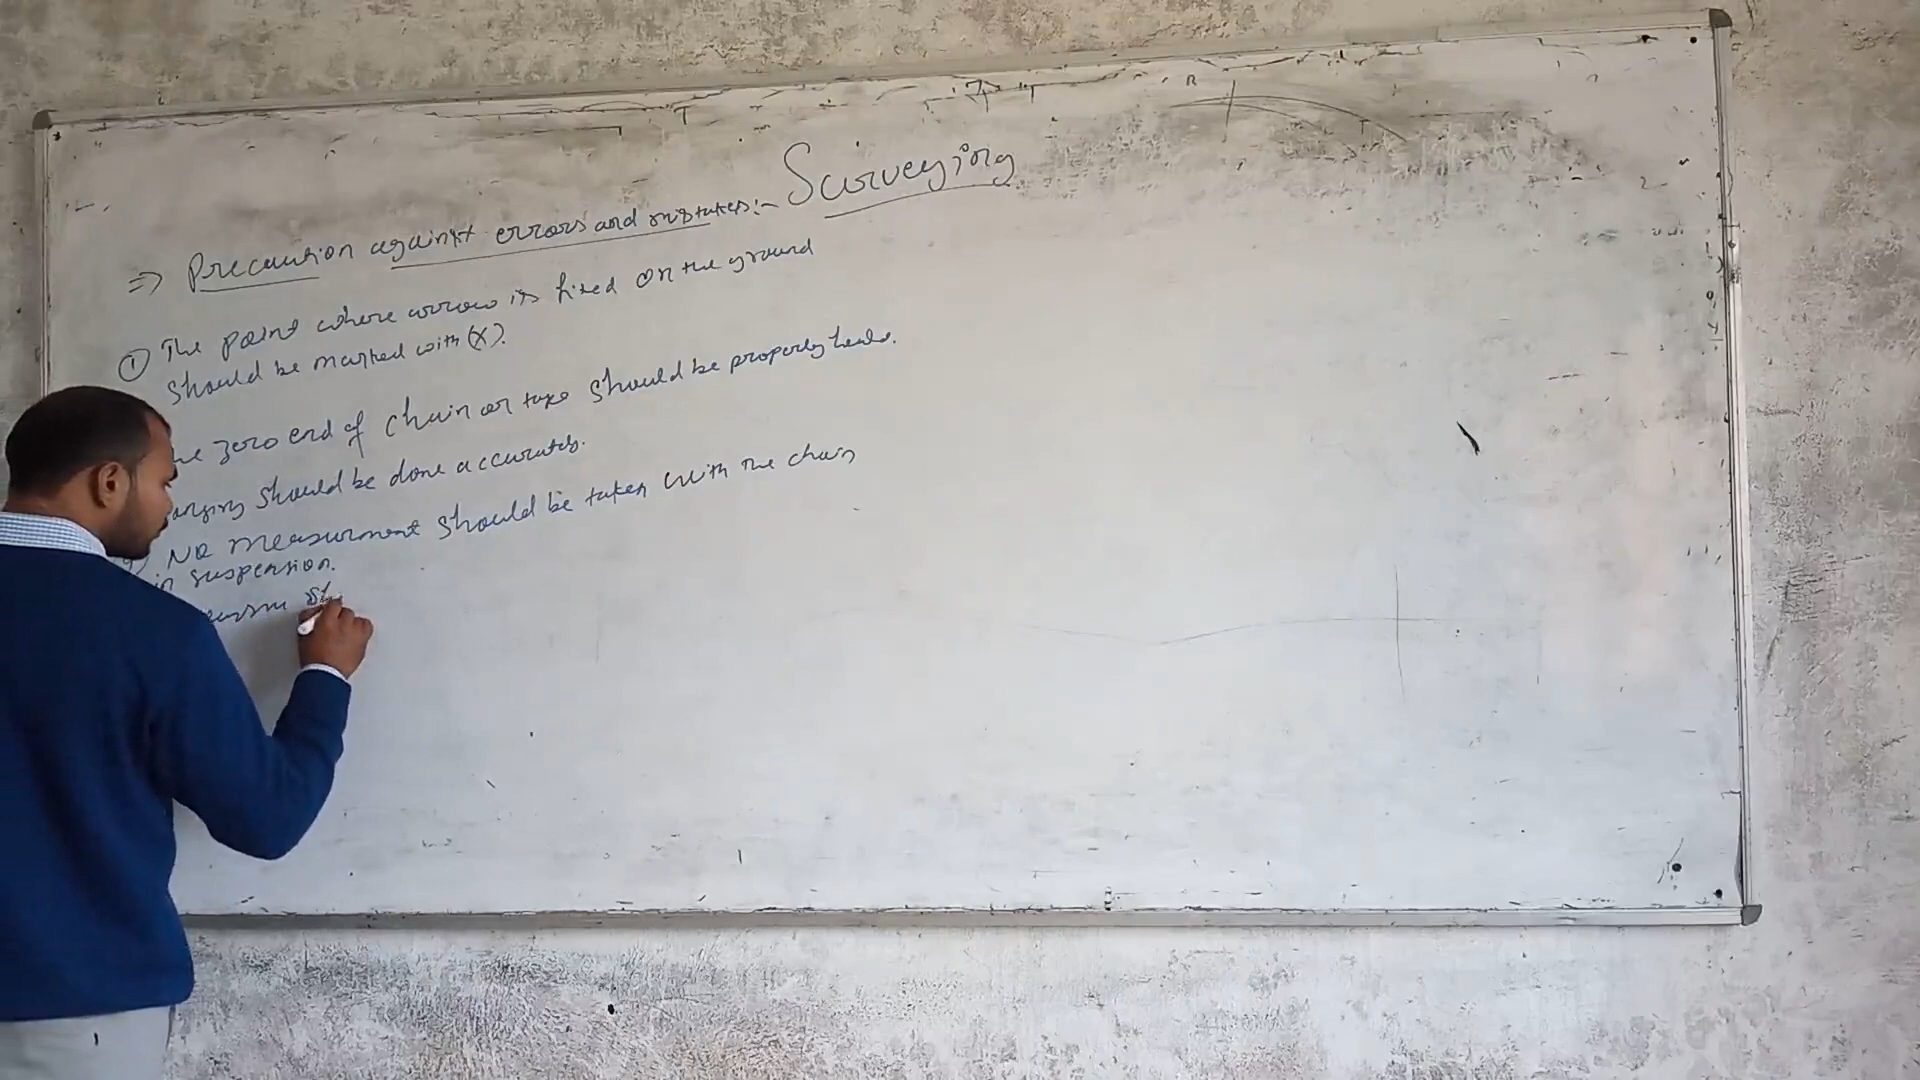 Surveying
⇒ Precaution against errors and mistakes:-
① The point where arrow is fixed on the ground
should be marked with (X).
zero end of chain or tape should be properly held.
should be done accurately.
No measurment should be taken with the chain
in suspension.